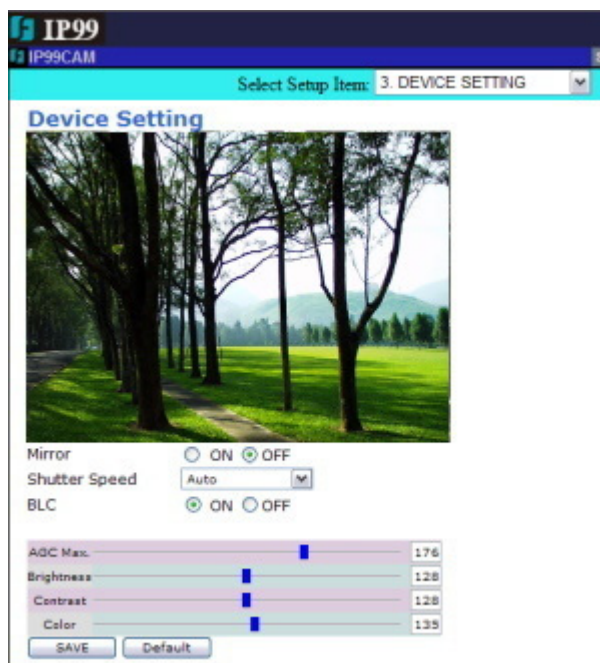 IP99
IP99CAM
Select Setup Item: 3. DEVICE SETTING
Device Setting
Mirror ON OFF
Shutter Speed Auto
BLC ON OFF
AGC Max. 176
Brightness 128
Contrast 128
Color 135
SAVE Default